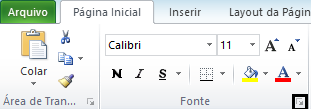 Arquivo Página Inicial Inserir Layout da Págin
Calibri 11 A A
Colar N I S A
Área de Tran... Fonte